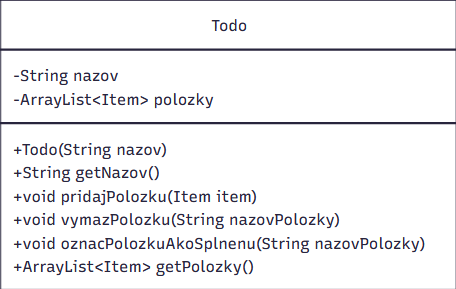 Todo
-String nazov
-ArrayList<Item> polozky
+Todo(String nazov)
+String getNazov()
+void pridajPolozku(Item item)
+void vymazPolozku(String nazovPolozky)
+void oznacPolozkuAkoSplnenu(String nazovPolozky)
+ArrayList<Item> getPolozky()